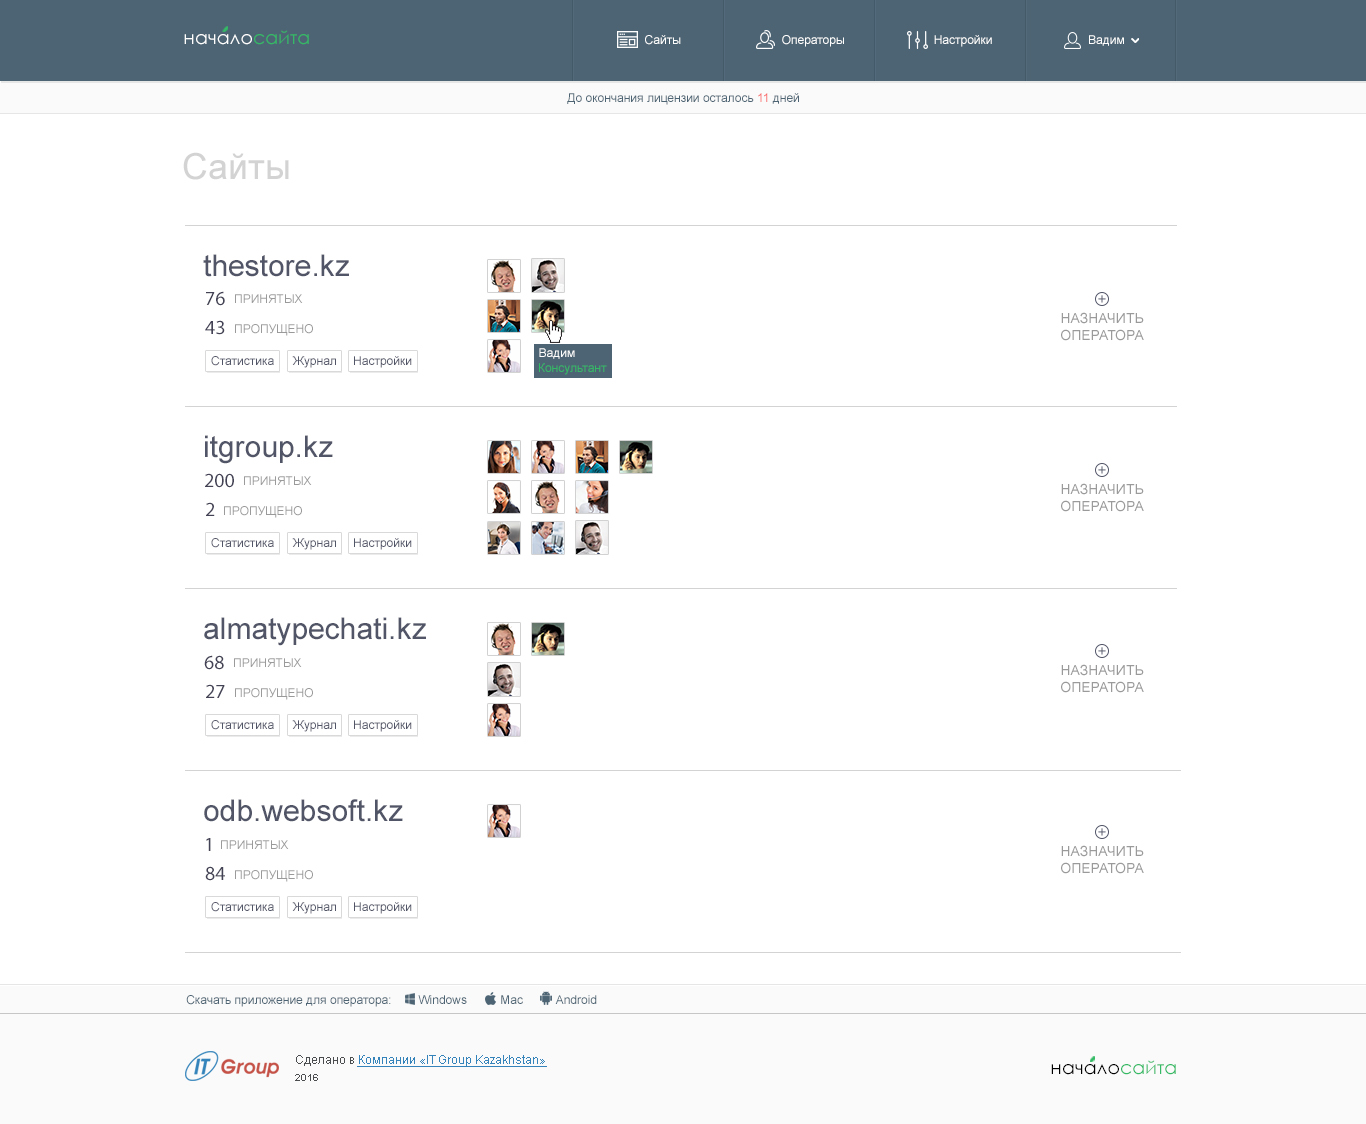 началосайта
Сайты
Операторы
Настройки
Вадим
До окончания лицензии осталось 11 дней
Сайты
thestore.kz
76 ПРИНЯТЫХ
43 ПРОПУЩЕНО
Статистика
Журнал
Настройки
Вадим
Консультант
НАЗНАЧИТЬ
ОПЕРАТОРА
itgroup.kz
200 ПРИНЯТЫХ
2 ПРОПУЩЕНО
Статистика
Журнал
Настройки
НАЗНАЧИТЬ
ОПЕРАТОРА
almatypechati.kz
68 ПРИНЯТЫХ
27 ПРОПУЩЕНО
Статистика
Журнал
Настройки
НАЗНАЧИТЬ
ОПЕРАТОРА
odb.websoft.kz
1 ПРИНЯТЫХ
84 ПРОПУЩЕНО
Статистика
Журнал
Настройки
НАЗНАЧИТЬ
ОПЕРАТОРА
Скачать приложение для оператора:
Windows
Mac
Android
IT Group
Сделано в Компании «IT Group Kazakhstan»
2016
началосайта